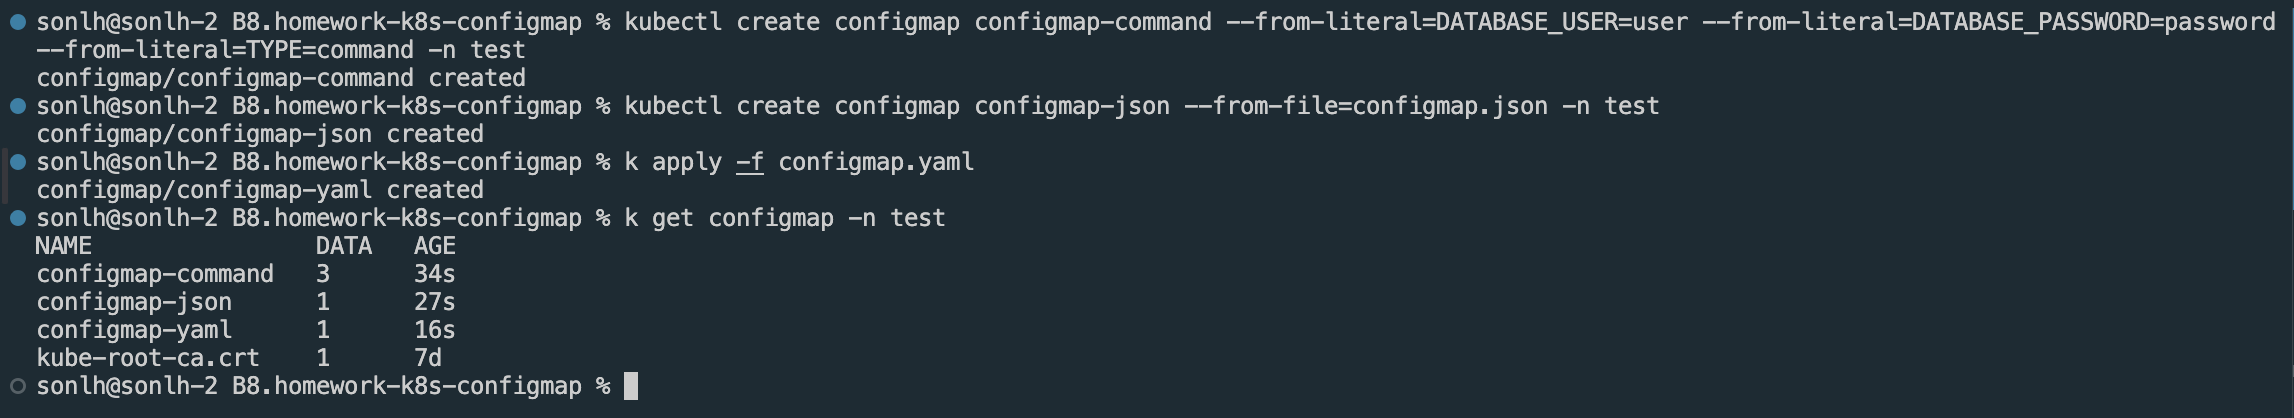 sonlh@sonlh-2 B8.homework-k8s-configmap % kubectl create configmap configmap-command --from-literal=DATABASE_USER=user --from-literal=DATABASE_PASSWORD=password
--from-literal=TYPE=command -n test
configmap/configmap-command created
sonlh@sonlh-2 B8.homework-k8s-configmap % kubectl create configmap configmap-json --from-file=configmap.json -n test
configmap/configmap-json created
sonlh@sonlh-2 B8.homework-k8s-configmap % k apply -f configmap.yaml
configmap/configmap-yaml created
sonlh@sonlh-2 B8.homework-k8s-configmap % k get configmap -n test
NAME                DATA   AGE
configmap-command   3      34s
configmap-json      1      27s
configmap-yaml      1      16s
kube-root-ca.crt    1      7d
sonlh@sonlh-2 B8.homework-k8s-configmap %